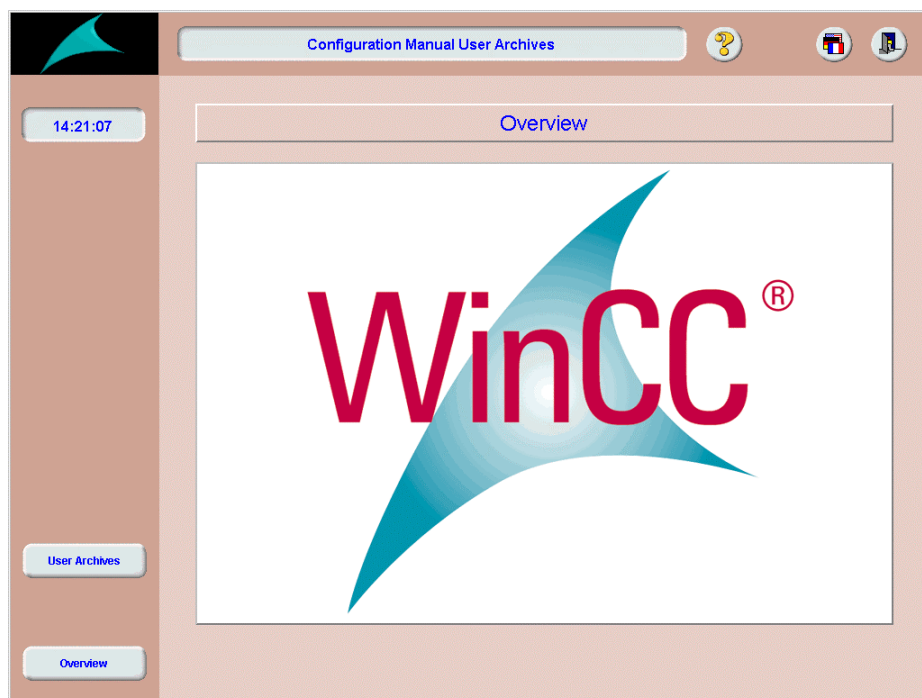 Configuration Manual User Archives
14:21:07
Overview
WinCC®
User Archives
Overview